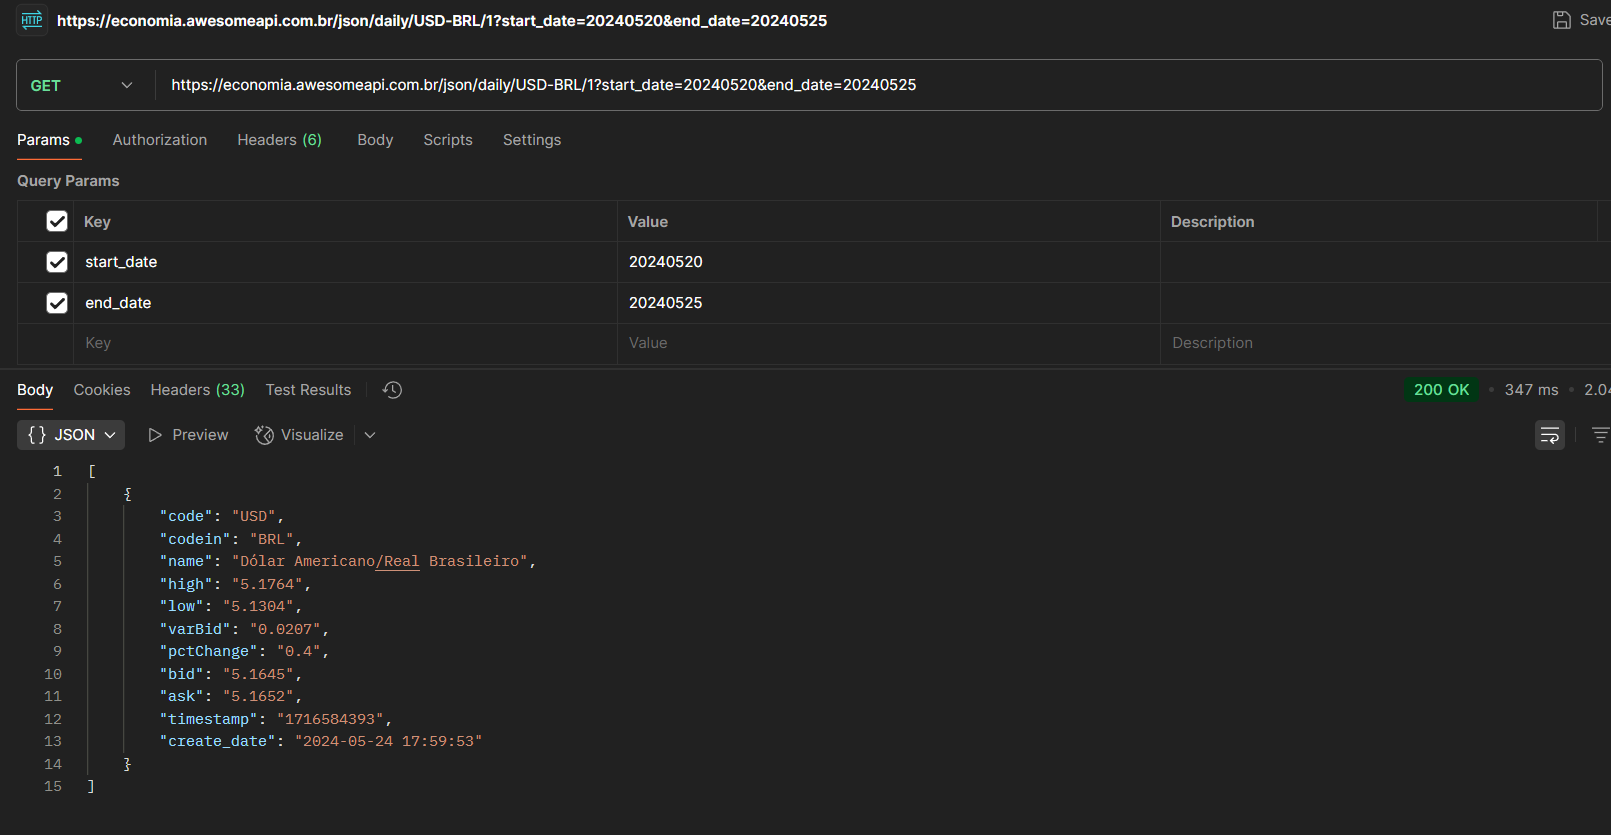 HTTP https://economia.awesomeapi.com.br/json/daily/USD-BRL/1?start_date=20240520&end_date=20240525 Save
GET https://economia.awesomeapi.com.br/json/daily/USD-BRL/1?start_date=20240520&end_date=20240525
Params Authorization Headers (6) Body Scripts Settings
Query Params
Key Value Description
start_date 20240520
end_date 20240525
Key Value Description
Body Cookies Headers (33) Test Results 200 OK • 347 ms • 2.04
{} JSON Preview Visualize
1 [
2 {
3 "code": "USD",
4 "codein": "BRL",
5 "name": "Dólar Americano/Real Brasileiro",
6 "high": "5.1764",
7 "low": "5.1304",
8 "varBid": "0.0207",
9 "pctChange": "0.4",
10 "bid": "5.1645",
11 "ask": "5.1652",
12 "timestamp": "1716584393",
13 "create_date": "2024-05-24 17:59:53"
14 }
15 ]